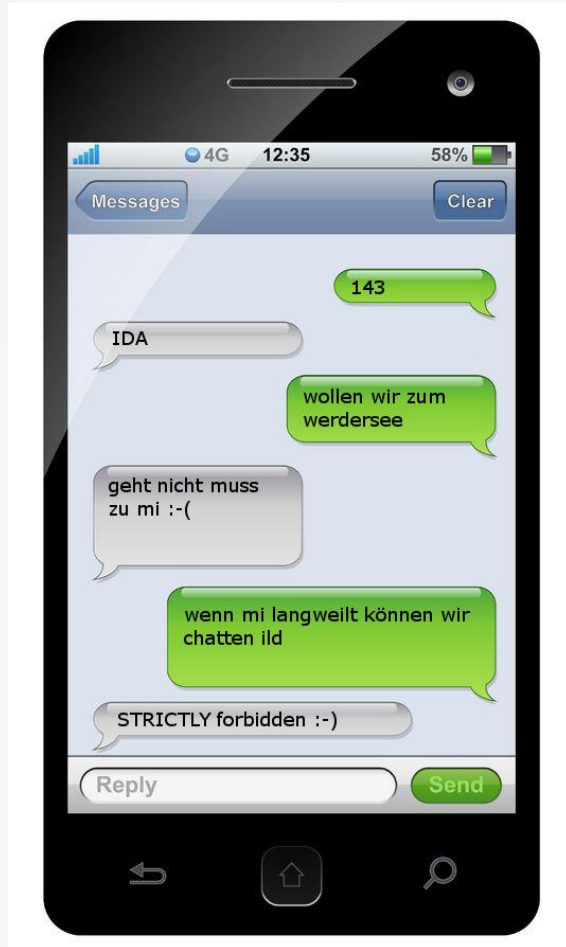 4G 12:35 58%
Messages Clear
143
IDA
wollen wir zum
werdersee
geht nicht muss
zu mi :-(
wenn mi langweilt können wir
chatten ild
STRICTLY forbidden :-)
Reply Send